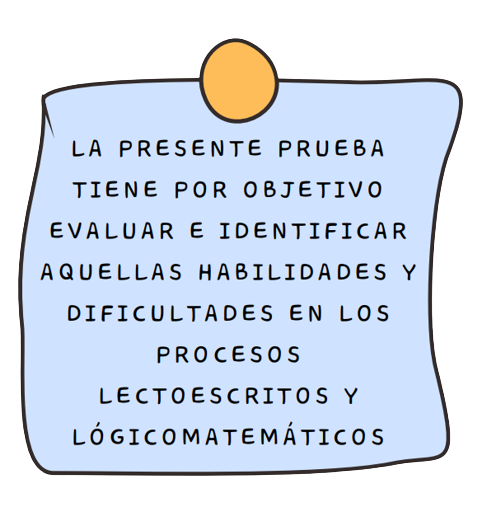 LA PRESENTE PRUEBA
TIENE POR OBJETIVO
EVALUAR E IDENTIFICAR
AQUELLAS HABILIDADES Y
DIFICULTADES EN LOS
PROCESOS
LECTOESCRITOS Y
LÓGICOMATEMÁTICOS